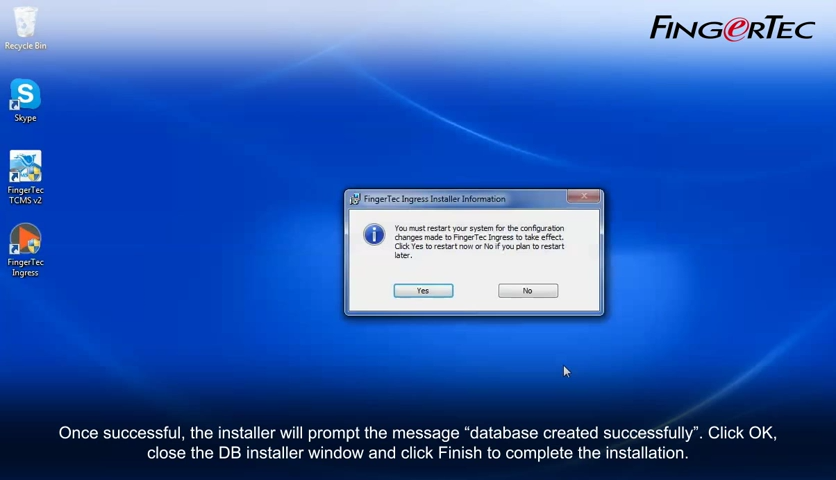 FINGERTEC
Recycle Bin
S
Skype
FingerTec
TCMS v2
FingerTec
Ingress
FingerTec Ingress Installer Information
i
You must restart your system for the configuration
changes made to FingerTec Ingress to take effect.
Click Yes to restart now or No if you plan to restart
later.
Yes
No
Once successful, the installer will prompt the message “database created successfully”. Click OK,
close the DB installer window and click Finish to complete the installation.